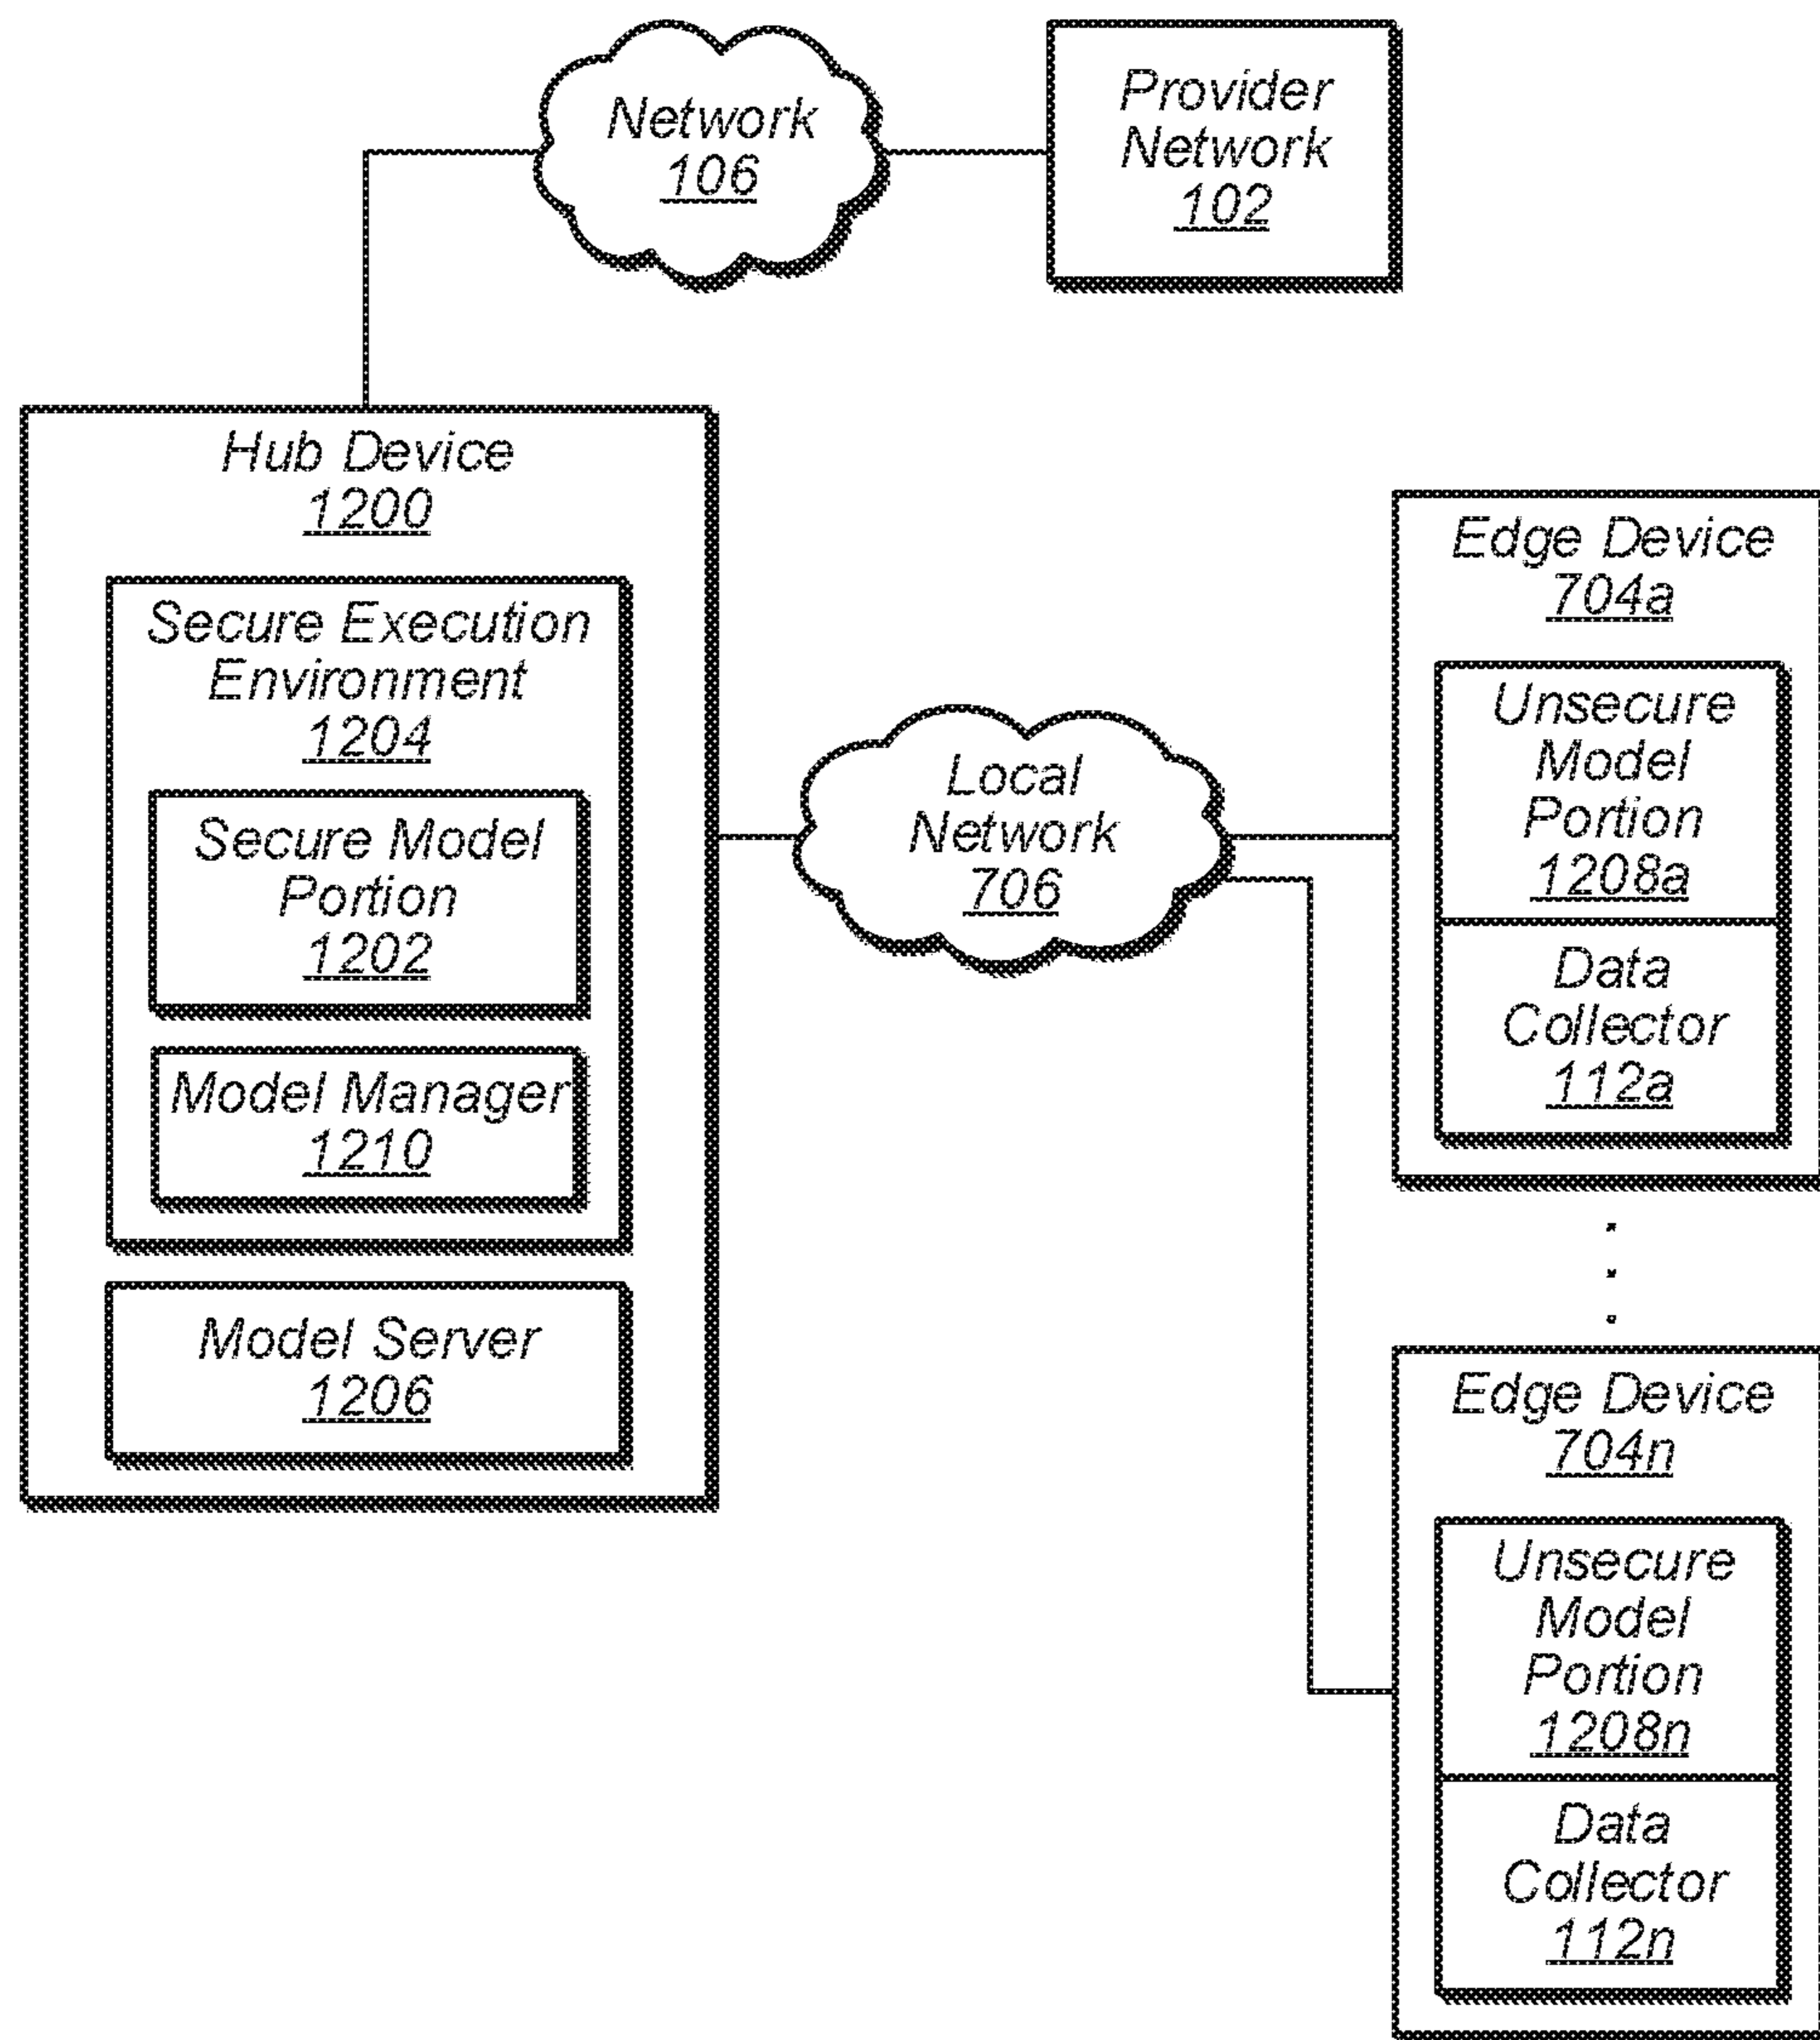 Network
106
Provider
Network
102
Hub Device
1200
Secure Execution
Environment
1204
Secure Model
Portion
1202
Model Manager
1210
Model Server
1206
Local
Network
706
Edge Device
704a
Unsecure
Model
Portion
1208a
Data
Collector
112a
Edge Device
704n
Unsecure
Model
Portion
1208n
Data
Collector
112n